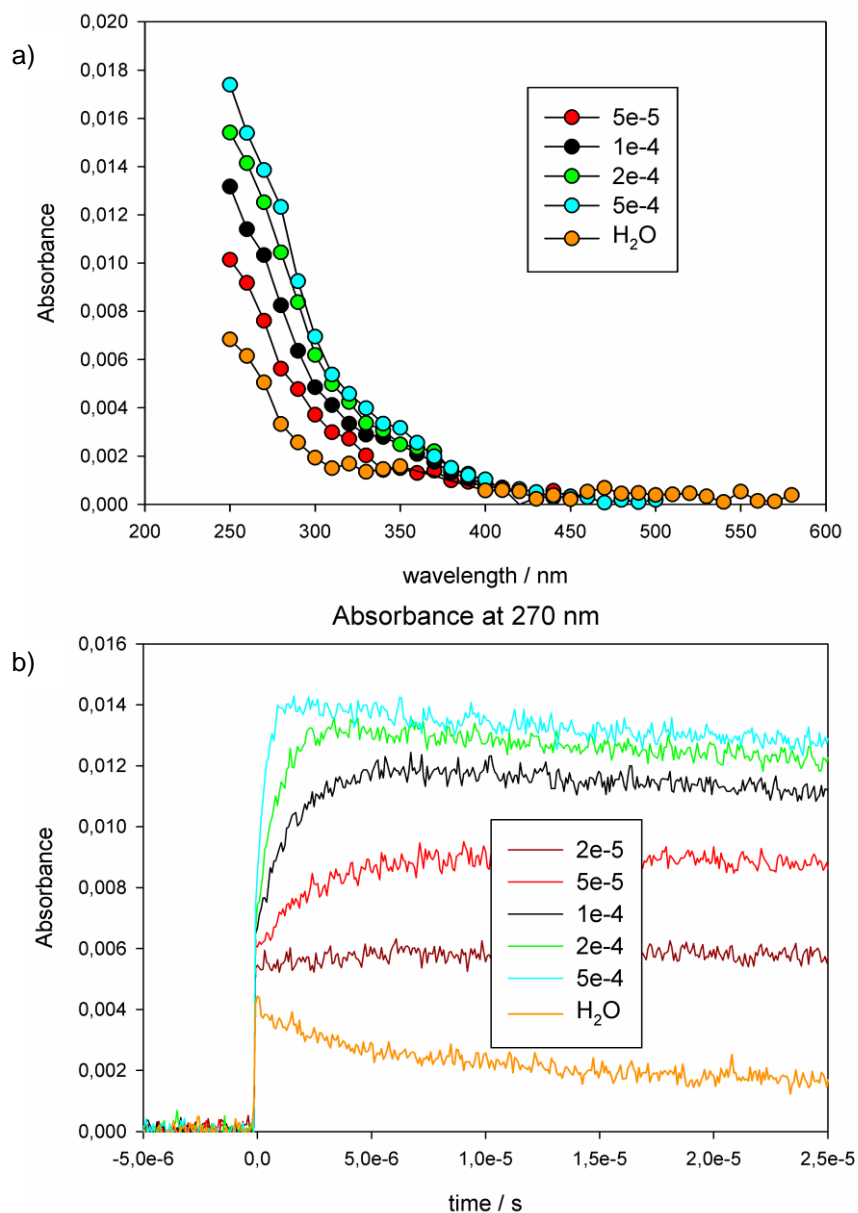 a)
0,020
0,018
0,016
0,014
0,012
0,010
0,008
0,006
0,004
0,002
0,000
Absorbance
5e-5
1e-4
2e-4
5e-4
H₂O
200 250 300 350 400 450 500 550 600
wavelength / nm
Absorbance at 270 nm
b)
0,016
0,014
0,012
0,010
0,008
0,006
0,004
0,002
0,000
Absorbance
2e-5
5e-5
1e-4
2e-4
5e-4
H₂O
-5,0e-6 0,0 5,0e-6 1,0e-5 1,5e-5 2,0e-5 2,5e-5
time / s